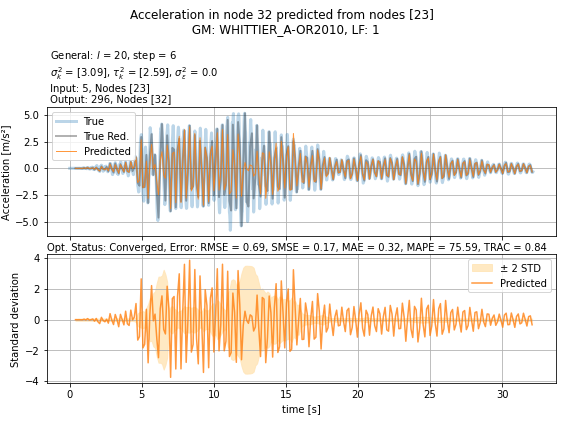 Acceleration in node 32 predicted from nodes [23]
GM: WHITTIER_A-OR2010, LF: 1
General: l = 20, step = 6
σ²ₖ = [3.09], τ²ₖ = [2.59], σ²ε = 0.0
Input: 5, Nodes [23]
Output: 296, Nodes [32]
Acceleration [m/s²]
5.0
2.5
0.0
−2.5
−5.0
True
True Red.
Predicted
Opt. Status: Converged, Error: RMSE = 0.69, SMSE = 0.17, MAE = 0.32, MAPE = 75.59, TRAC = 0.84
Standard deviation
4
2
0
−2
−4
± 2 STD
Predicted
0 5 10 15 20 25 30
time [s]